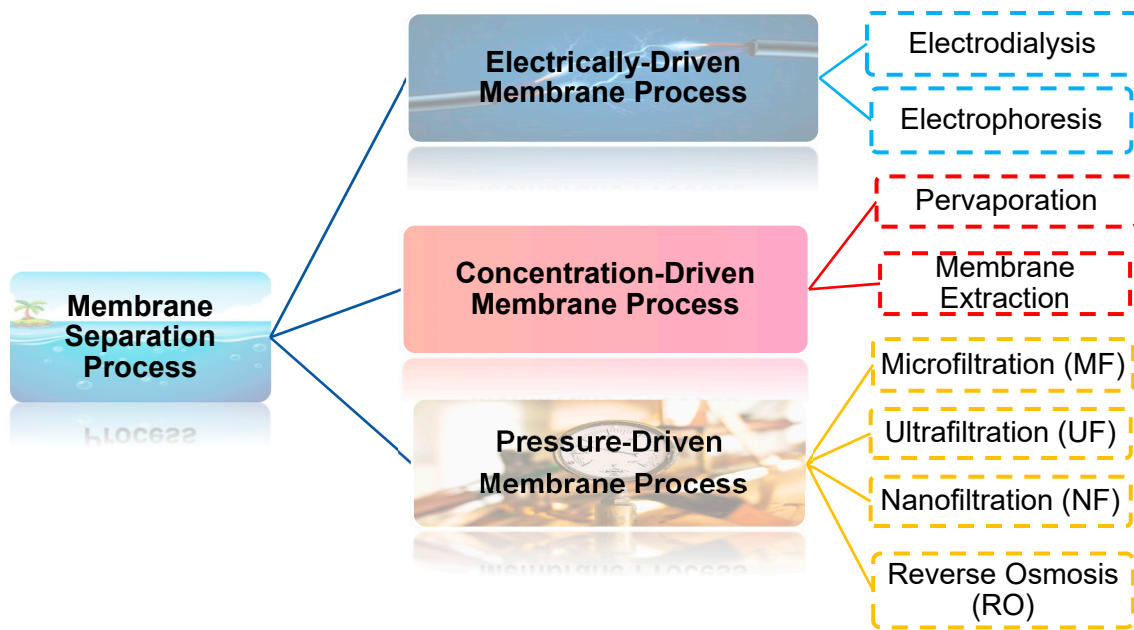 Membrane
Separation
Process
Electrically-Driven
Membrane Process
Electrodialysis
Electrophoresis
Concentration-Driven
Membrane Process
Pervaporation
Membrane
Extraction
Pressure-Driven
Membrane Process
Microfiltration (MF)
Ultrafiltration (UF)
Nanofiltration (NF)
Reverse Osmosis
(RO)